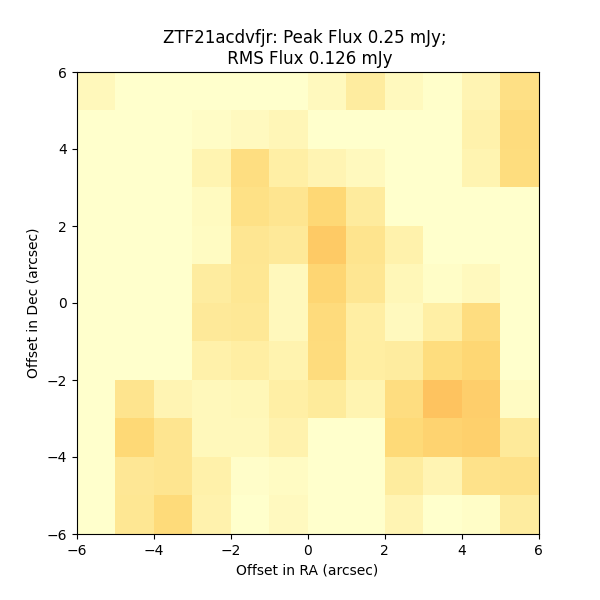 ZTF21acdvfjr: Peak Flux 0.25 mJy;
RMS Flux 0.126 mJy
6
4
2
0
−2
−4
−6
Offset in Dec (arcsec)
−6 −4 −2 0 2 4 6
Offset in RA (arcsec)